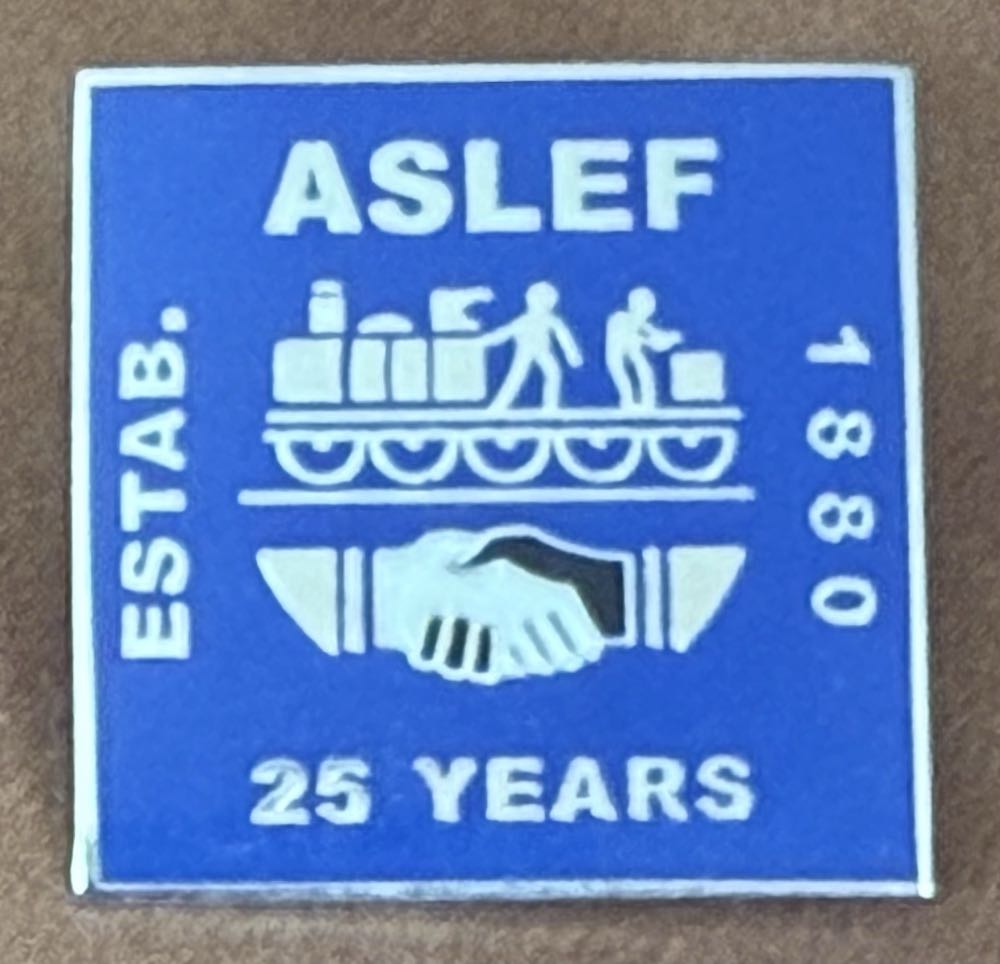 ASLEF
ESTAB.
1880
25 YEARS